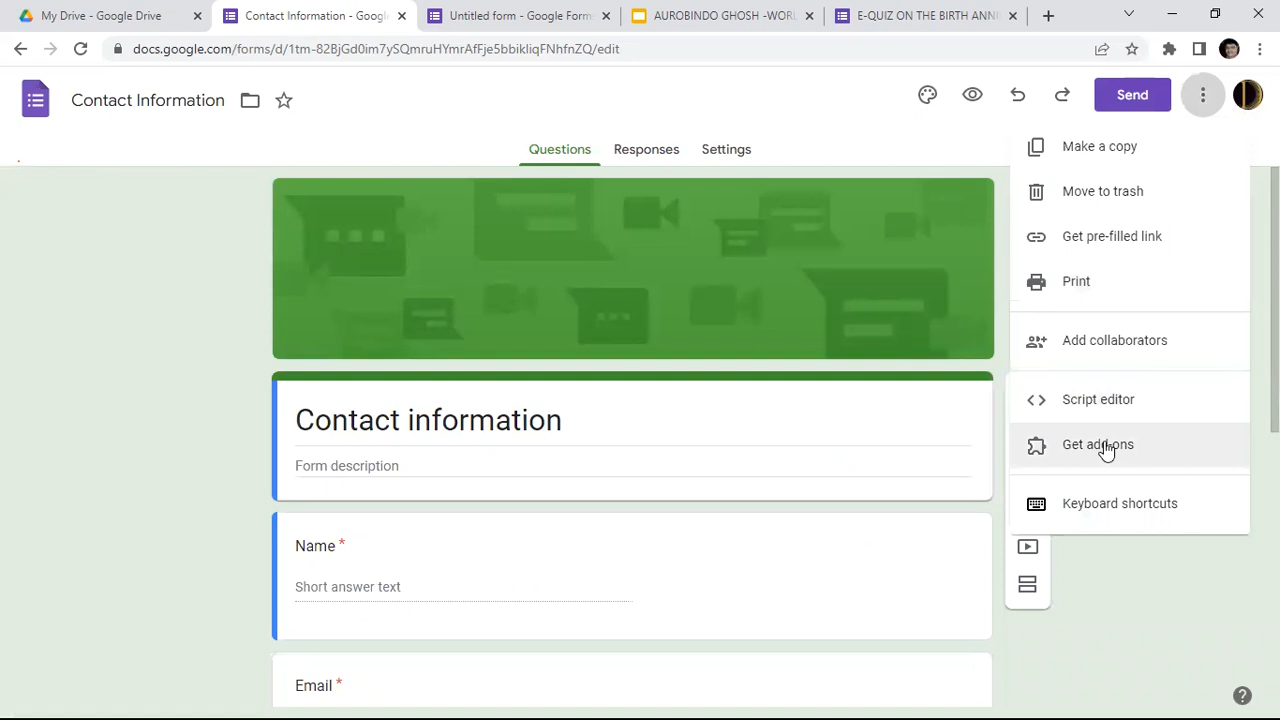 My Drive - Google Drive
Contact Information - Goog
Untitled form - Google Form
AUROBINDO GHOSH -WORL
E-QUIZ ON THE BIRTH ANNI
docs.google.com/forms/d/1tm-82BjGd0im7ySQmruHYmrAfFje5bbikliqFNhfnZQ/edit
Contact Information
Send
Questions
Responses
Settings
Make a copy
Move to trash
Get pre-filled link
Print
Add collaborators
Script editor
Get add-ons
Keyboard shortcuts
Contact information
Form description
Name *
Short answer text
Email *